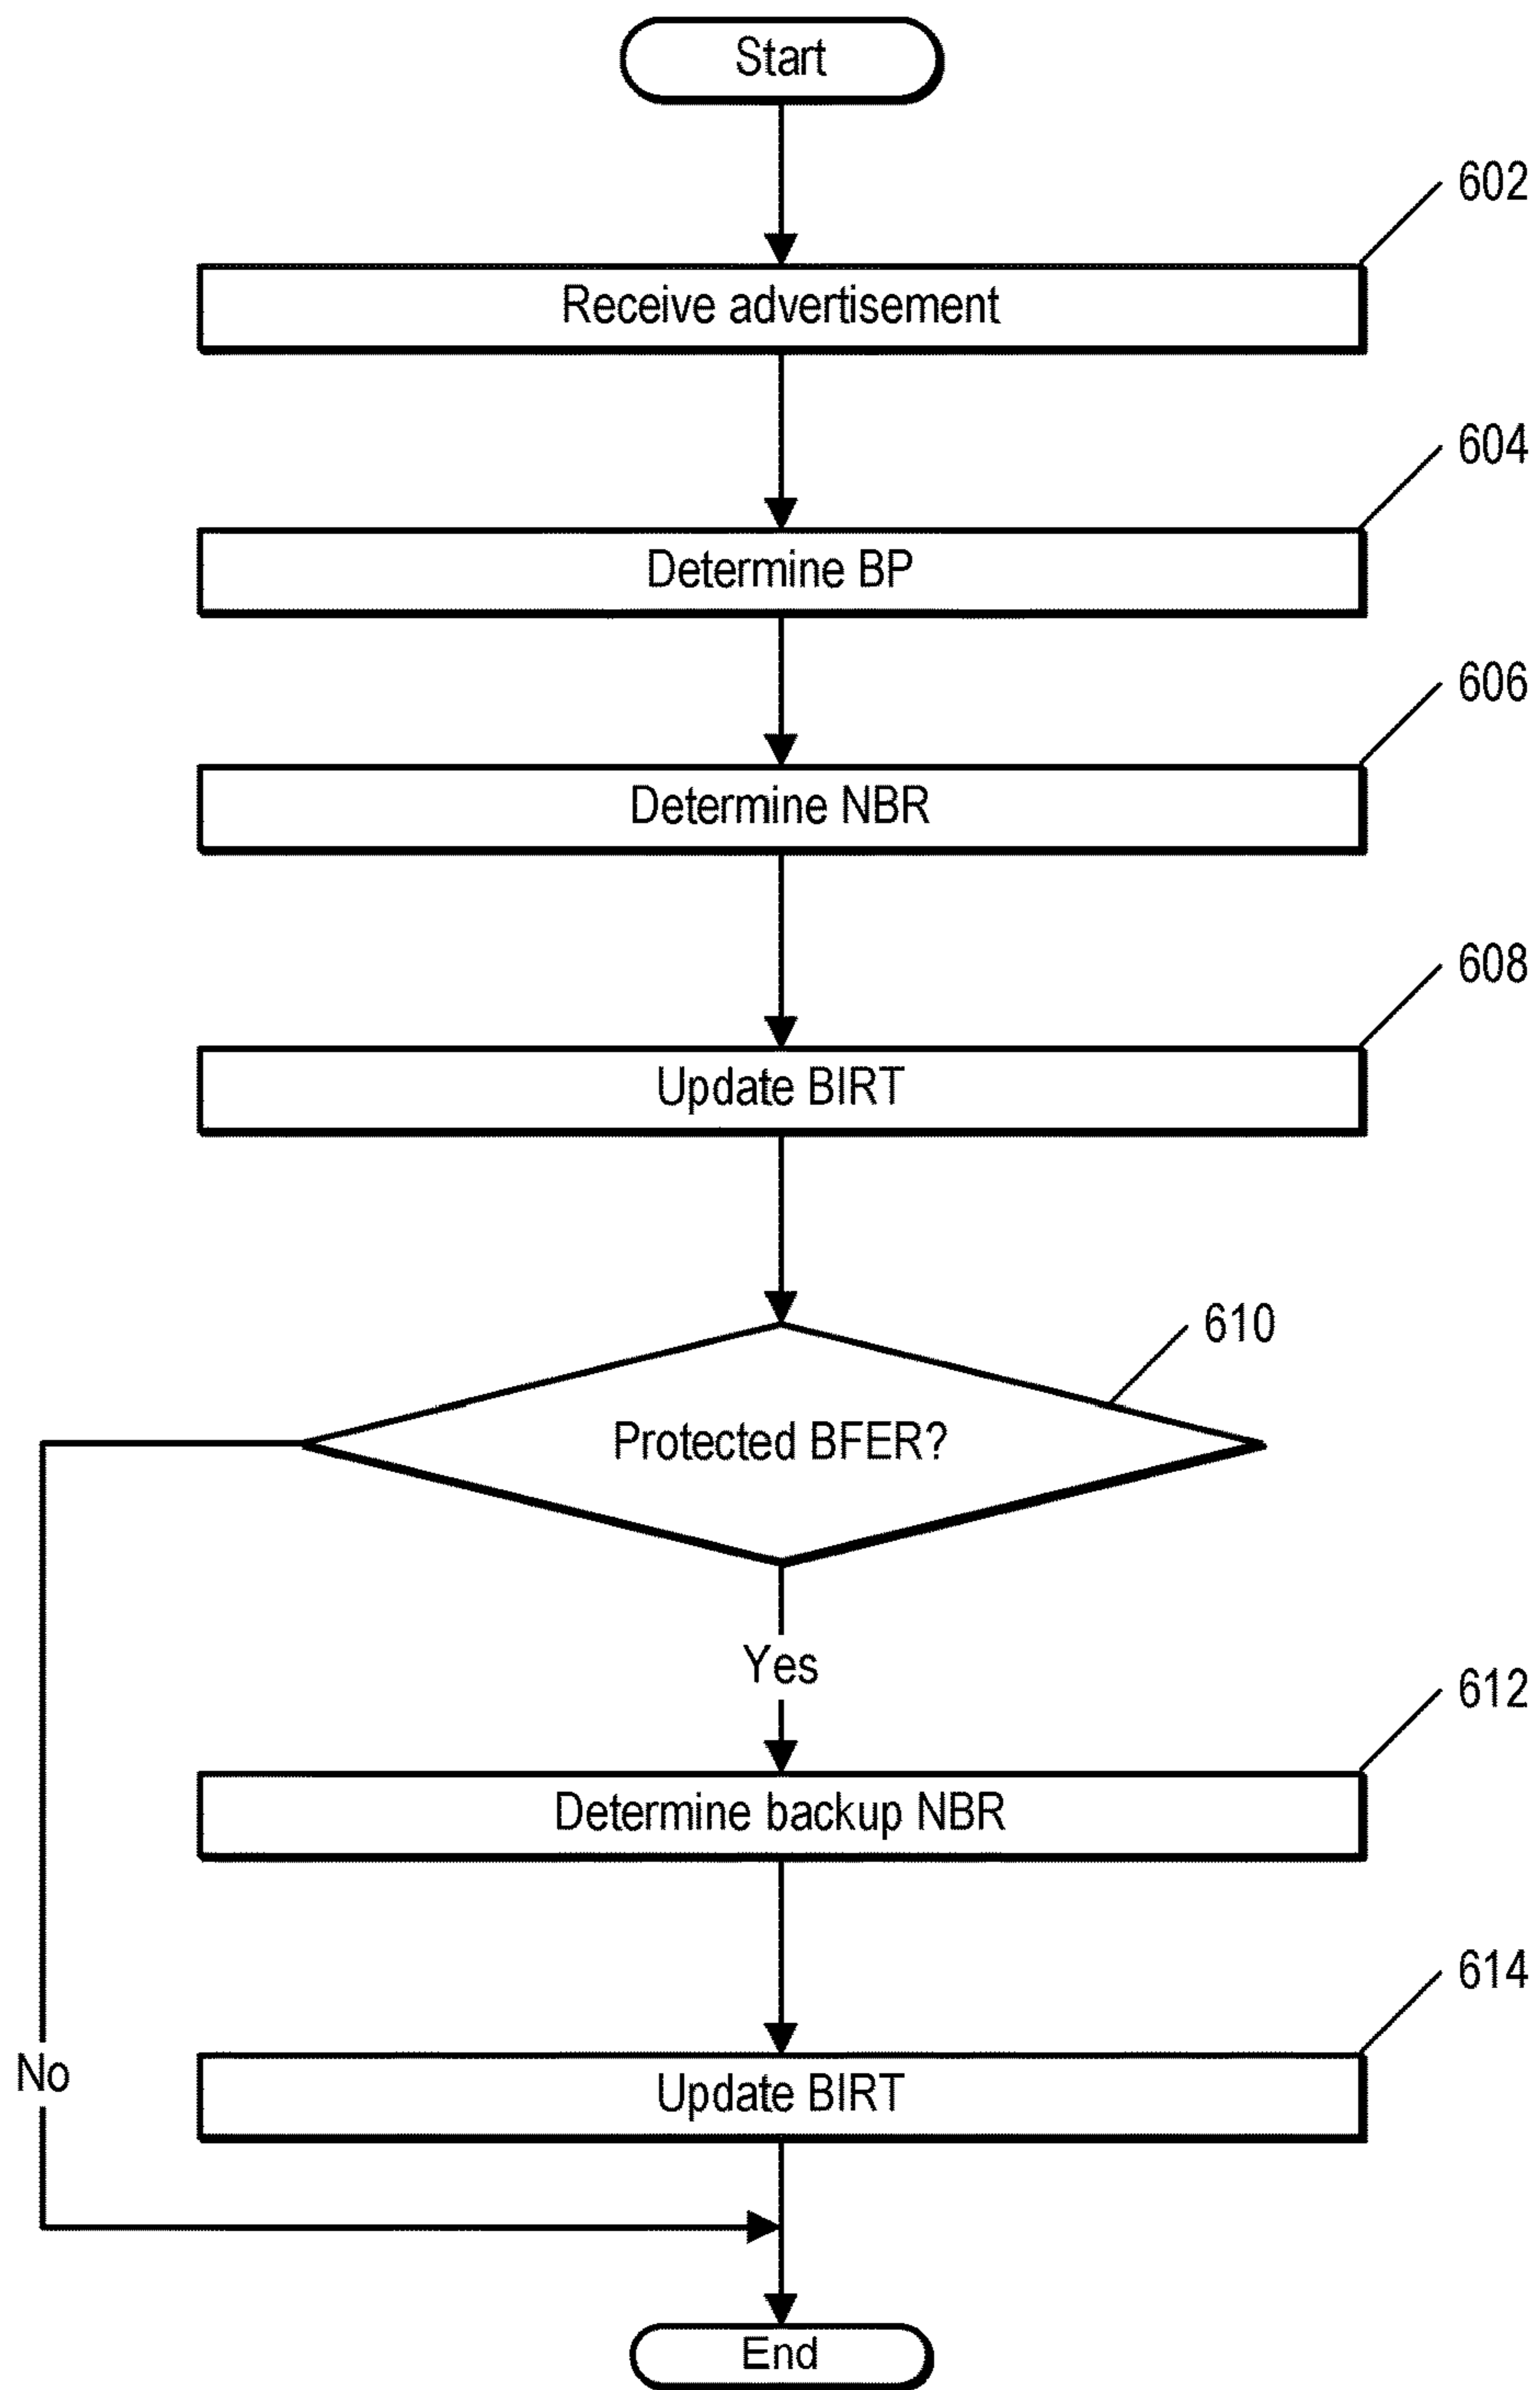 Start
602
Receive advertisement
604
Determine BP
606
Determine NBR
608
Update BIRT
610
Protected BFER?
Yes
612
Determine backup NBR
614
No
Update BIRT
End